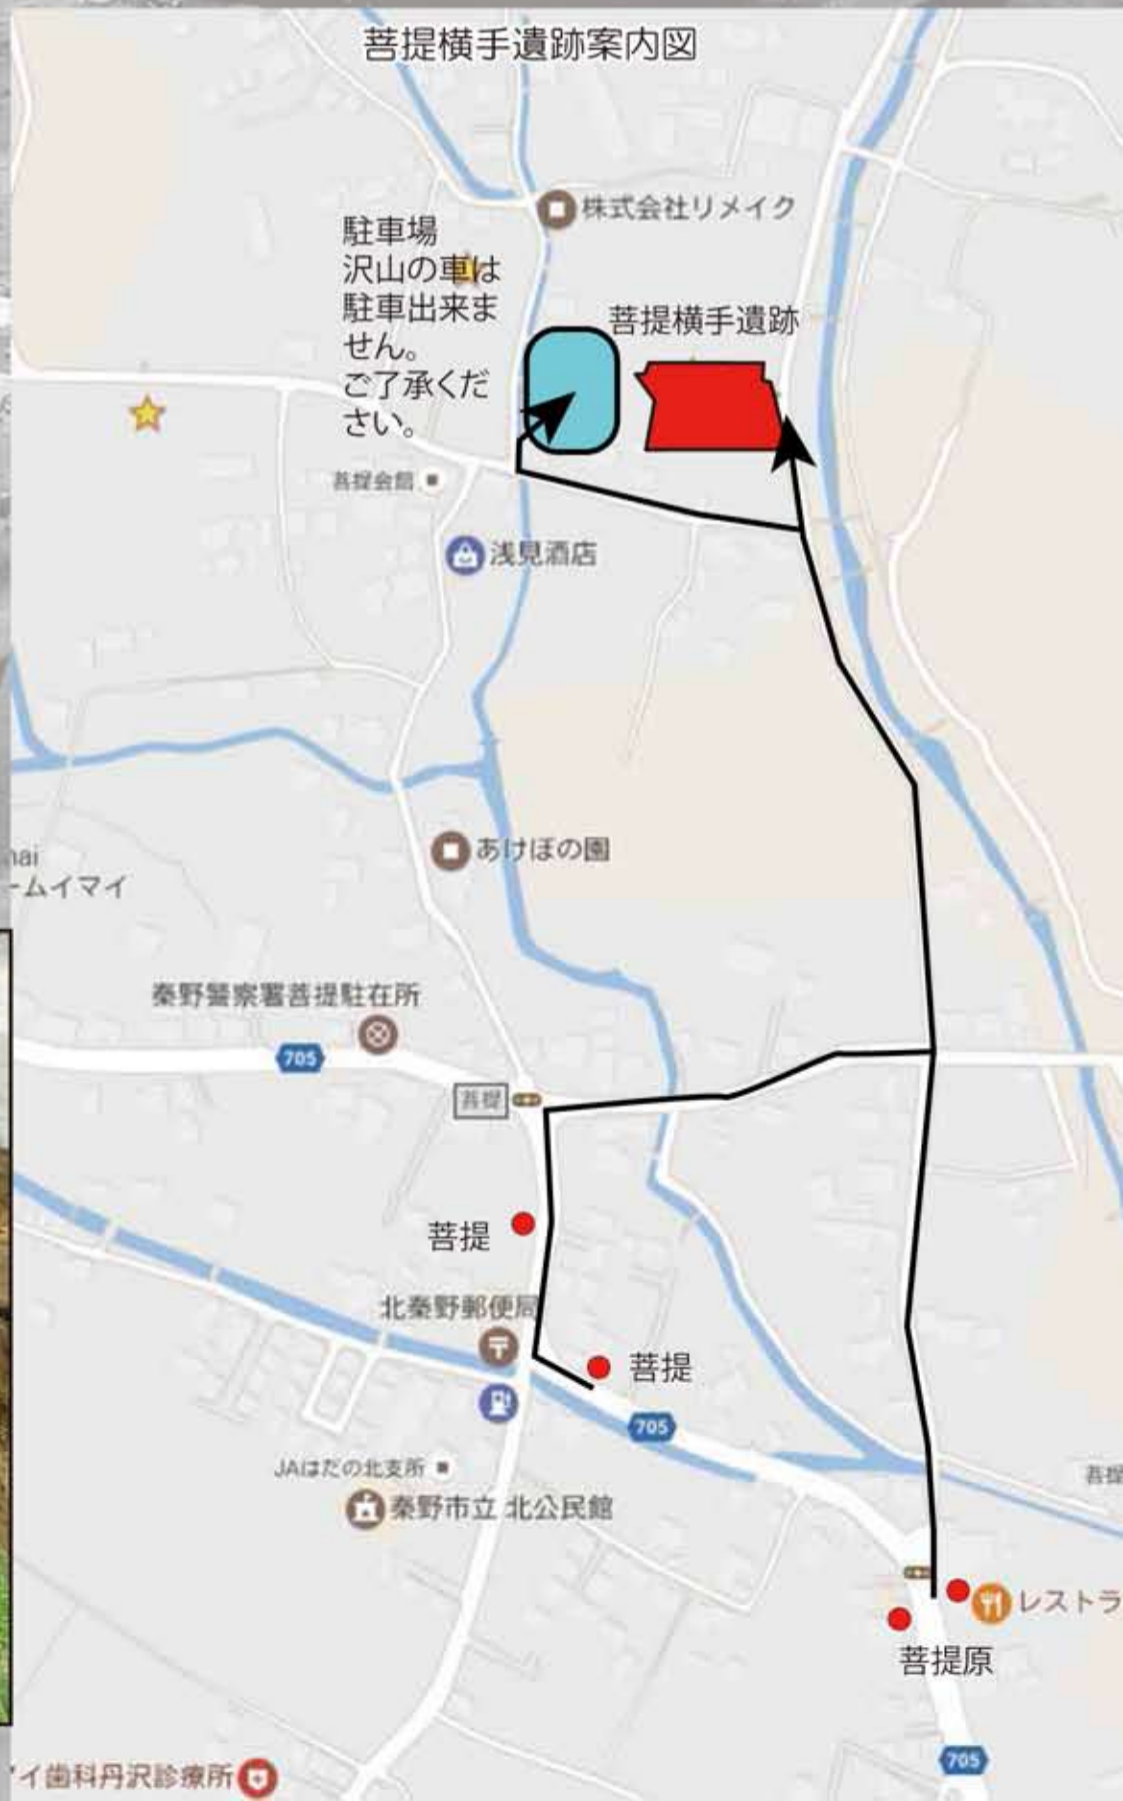 菩提横手遺跡案内図
株式会社リメイク
駐車場
沢山の車は
駐車出来ま
せん。
ご了承くだ
さい。
菩提横手遺跡
菩提会館
浅見酒店
あけぼの園
nai
ームイマイ
秦野警察署菩提駐在所
705
菩提
菩提
北秦野郵便局
菩提
705
JAはだの北支所
菩提
秦野市立 北公民館
レストラ
菩提原
705
イ歯科丹沢診療所